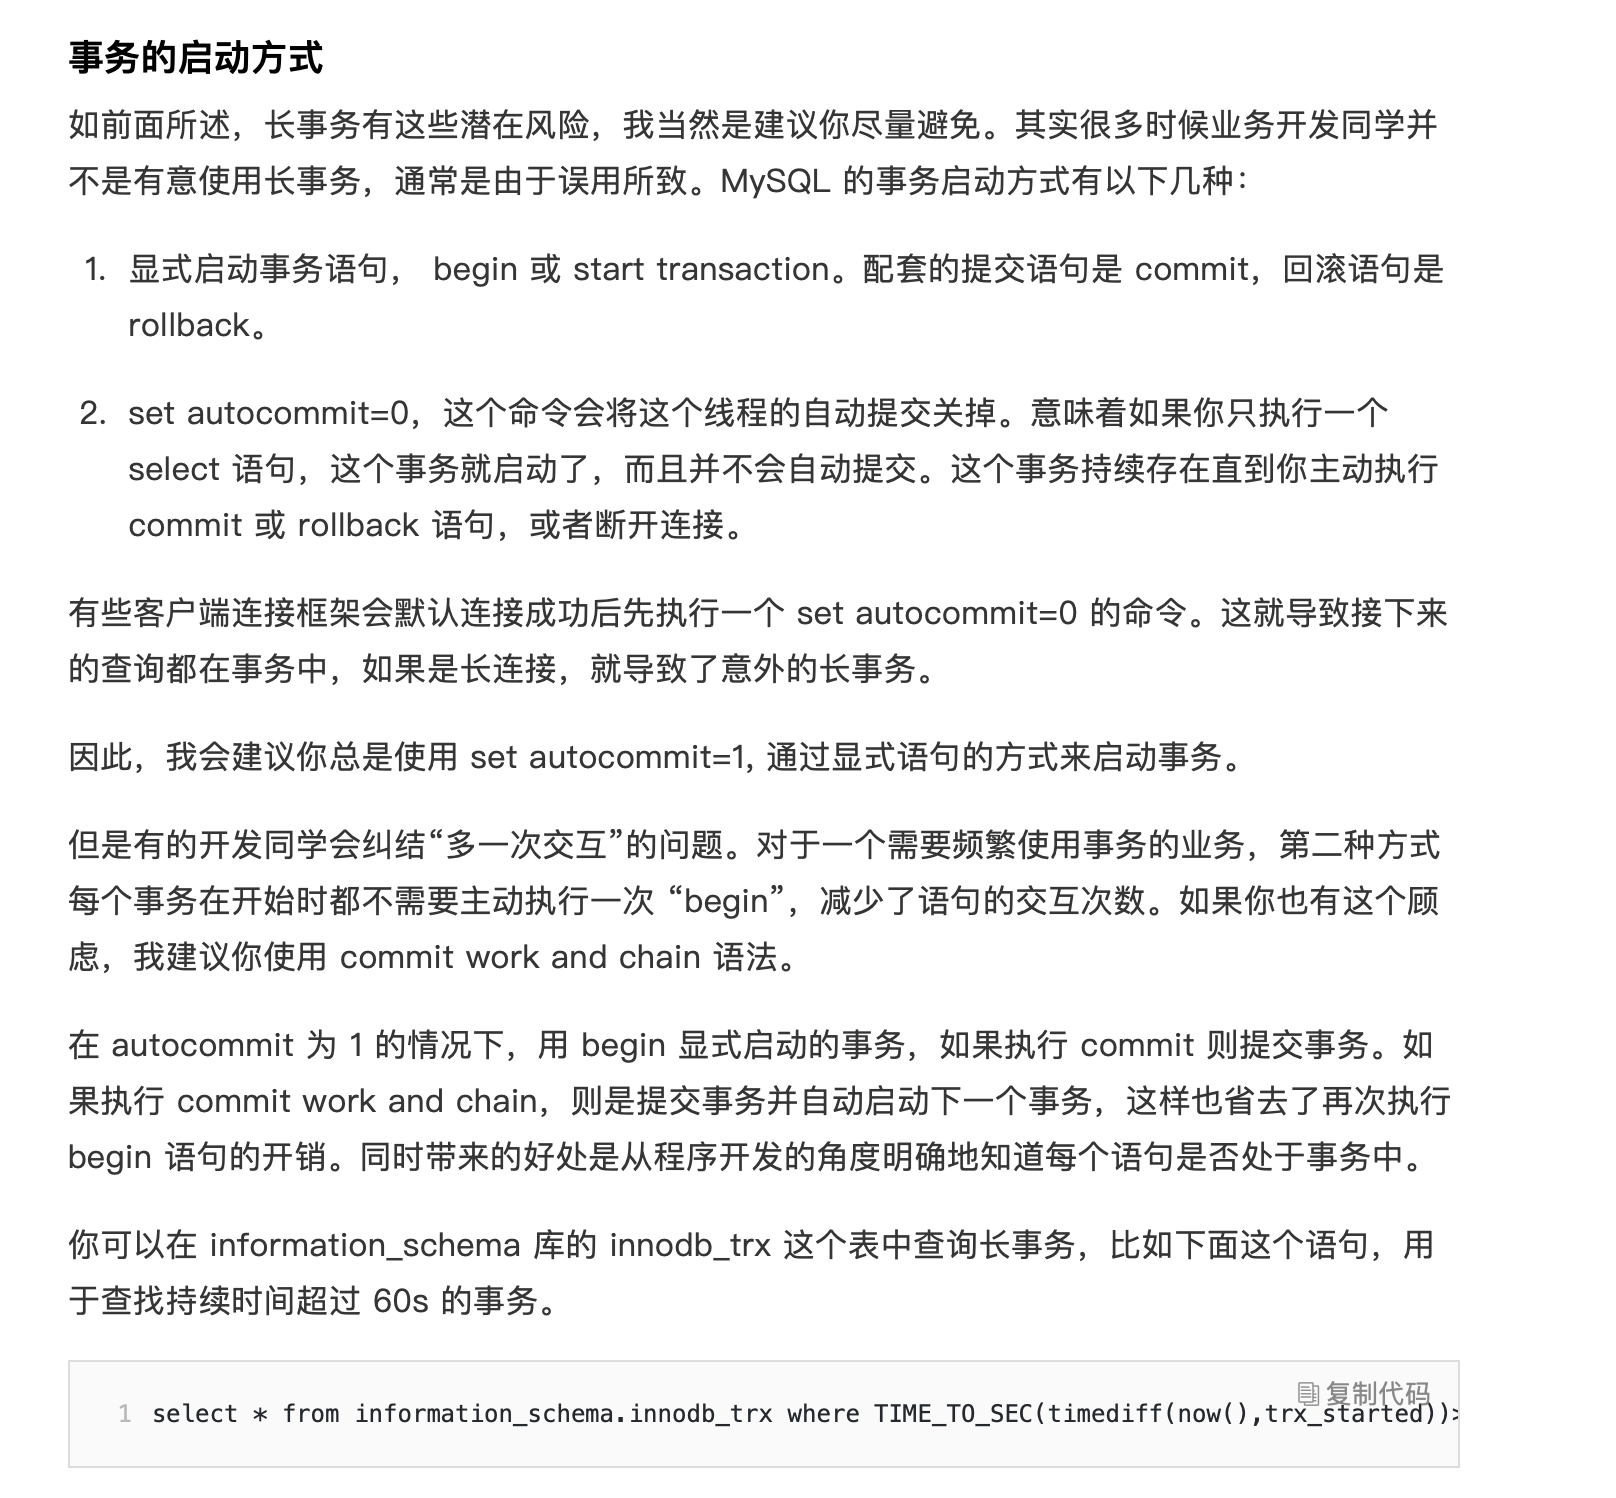 事务的启动方式
如前面所述，长事务有这些潜在风险，我当然是建议你尽量避免。其实很多时候业务开发同学并
不是有意使用长事务，通常是由于误用所致。MySQL 的事务启动方式有以下几种：
1. 显式启动事务语句， begin 或 start transaction。配套的提交语句是 commit，回滚语句是
rollback。
2. set autocommit=0，这个命令会将这个线程的自动提交关掉。意味着如果你只执行一个
select 语句，这个事务就启动了，而且并不会自动提交。这个事务持续存在直到你主动执行
commit 或 rollback 语句，或者断开连接。
有些客户端连接框架会默认连接成功后先执行一个 set autocommit=0 的命令。这就导致接下来
的查询都在事务中，如果是长连接，就导致了意外的长事务。
因此，我会建议你总是使用 set autocommit=1, 通过显式语句的方式来启动事务。
但是有的开发同学会纠结“多一次交互”的问题。对于一个需要频繁使用事务的业务，第二种方式
每个事务在开始时都不需要主动执行一次 “begin”，减少了语句的交互次数。如果你也有这个顾
虑，我建议你使用 commit work and chain 语法。
在 autocommit 为 1 的情况下，用 begin 显式启动的事务，如果执行 commit 则提交事务。如
果执行 commit work and chain，则是提交事务并自动启动下一个事务，这样也省去了再次执行
begin 语句的开销。同时带来的好处是从程序开发的角度明确地知道每个语句是否处于事务中。
你可以在 information_schema 库的 innodb_trx 这个表中查询长事务，比如下面这个语句，用
于查找持续时间超过 60s 的事务。
复制代码
1 select * from information_schema.innodb_trx where TIME_TO_SEC(timediff(now(),trx_started))>